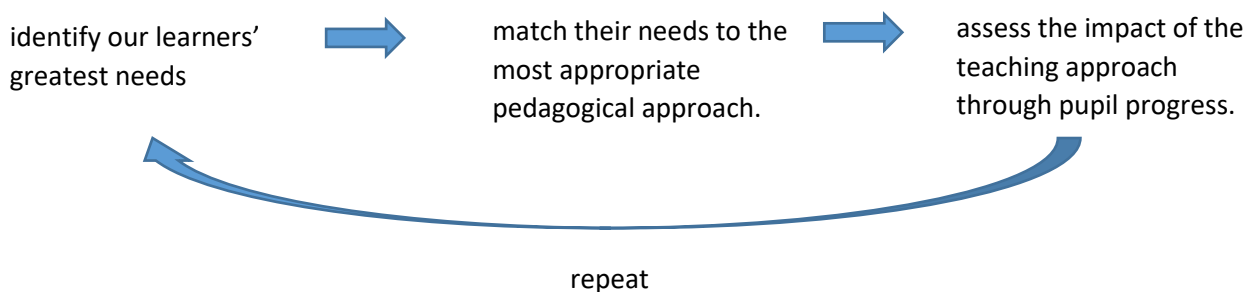 identify our learners’
greatest needs
match their needs to the
most appropriate
pedagogical approach.
assess the impact of the
teaching approach
through pupil progress.
repeat